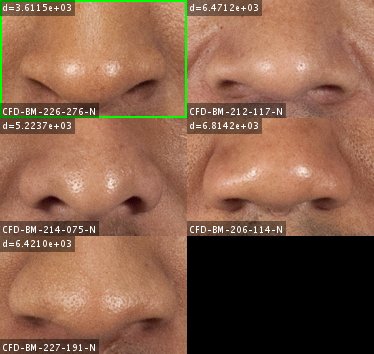 d=3.6115e+03
d=6.4712e+03
CFD-BM-226-276-N
CFD-BM-212-117-N
d=5.2237e+03
d=6.8142e+03
CFD-BM-214-075-N
CFD-BM-206-114-N
d=6.4210e+03
CFD-BM-227-191-N